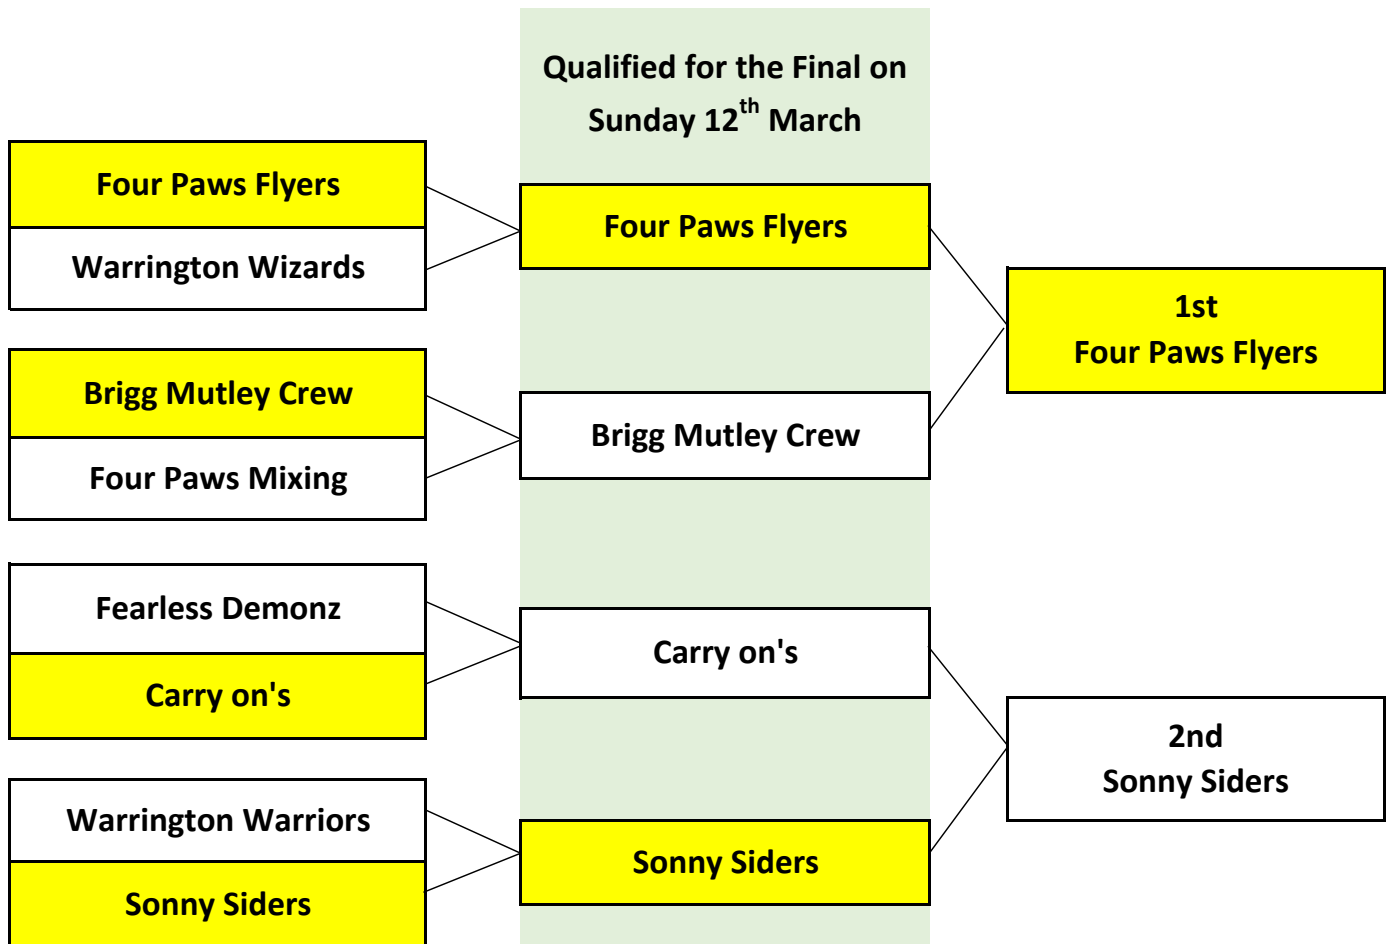 Qualified for the Final on
Sunday 12th March
Four Paws Flyers
Warrington Wizards
Brigg Mutley Crew
Four Paws Mixing
Fearless Demonz
Carry on's
Warrington Warriors
Sonny Siders
Four Paws Flyers
Brigg Mutley Crew
Carry on's
Sonny Siders
1st
Four Paws Flyers
2nd
Sonny Siders